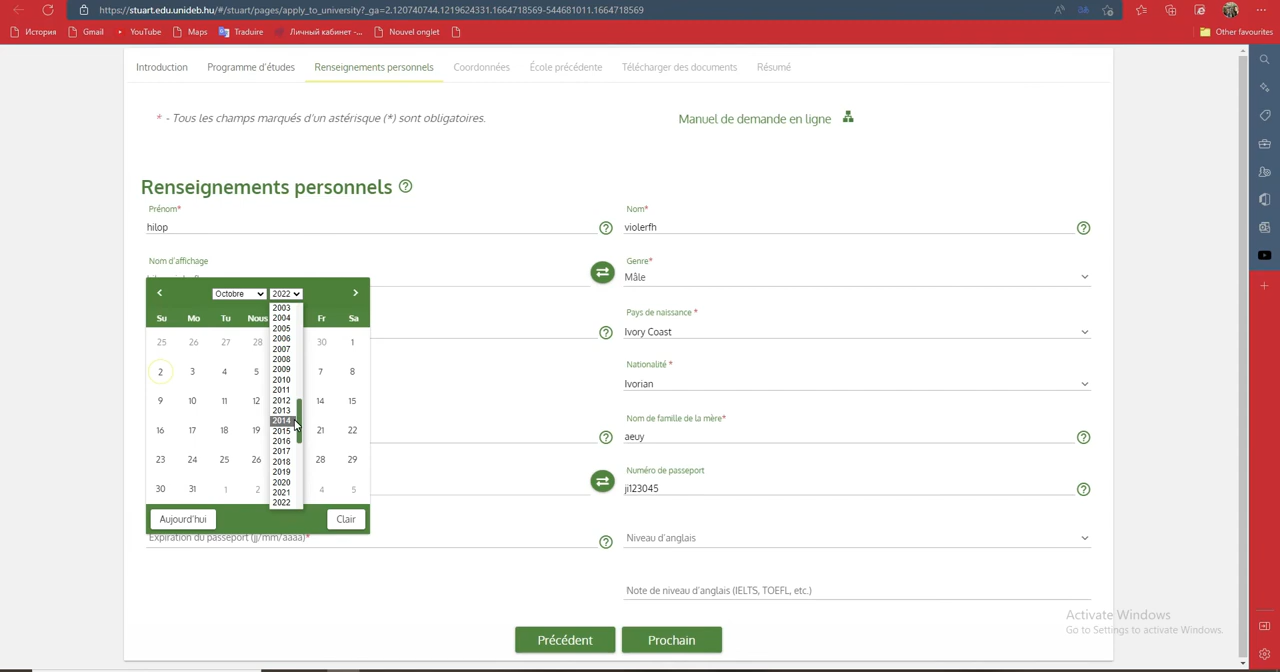 https://stuart.edu.unideb.hu/#/stuart/pages/apply_to_university?_ga=2.120740744.1219624331.1664718569-544681011.1664718569
История Gmail YouTube Maps Traduire Личный кабинет -... Nouvel onglet Other favourites
Introduction Programme d'études Renseignements personnels Coordonnées École précédente Télécharger des documents Résumé
* - Tous les champs marqués d'un astérisque (*) sont obligatoires.
Manuel de demande en ligne
Renseignements personnels
Prénom* Nom*
hilop violerfh
Nom d'affichage Genre*
Mâle
Octobre 2022
Su Mo Tu Nous Fr Sa
25 26 27 28 30 1
2 3 4 5 7 8
9 10 11 12 14 15
16 17 18 19 21 22
23 24 25 26 28 29
30 31 1 2 4 5
2003
2004
2005
2006
2007
2008
2009
2010
2011
2012
2013
2014
2015
2016
2017
2018
2019
2020
2021
2022
Aujourd'hui Clair
Pays de naissance *
Ivory Coast
Nationalité *
Ivorian
Nom de famille de la mère*
aeuy
Numéro de passeport
ji123045
Expiration du passeport (jj/mm/aaaa)* Niveau d'anglais
Note de niveau d'anglais (IELTS, TOEFL, etc.)
Précédent Prochain
Activate Windows
Go to Settings to activate Windows.